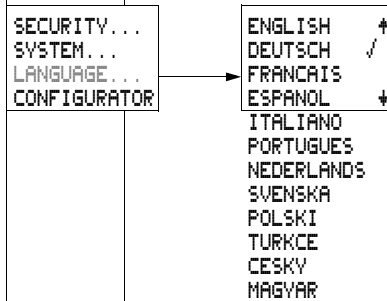 SECURITY...
SYSTEM...
LANGUAGE...
CONFIGURATOR
ENGLISH
DEUTSCH √
FRANCAIS
ESPANOL
ITALIANO
PORTUGUES
NEDERLANDS
SVENSKA
POLSKI
TURKCE
CESKY
MAGYAR